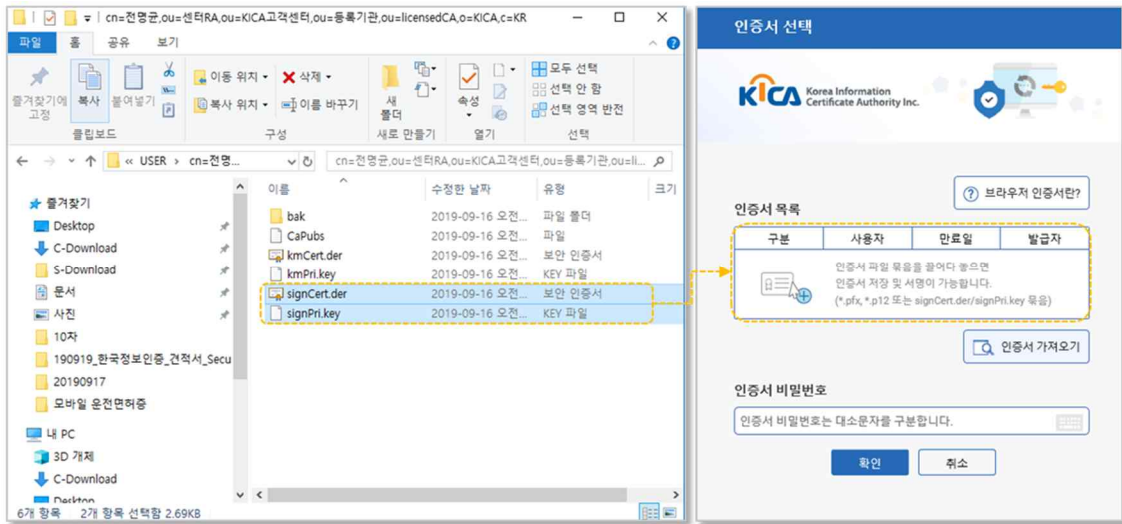 cn=전명균,ou=센터RA,ou=KICA고객센터,ou=등록기관,ou=licensedCA,o=KICA,c=KR
파일 홈 공유 보기
즐겨찾기에 고정
복사
붙여넣기
이동 위치
복사 위치
삭제
이름 바꾸기
새 폴더
속성
모두 선택
선택 안 함
선택 영역 반전
클립보드 구성 새로 만들기 열기 선택
« USER › cn=전명...
cn=전명균,ou=센터RA,ou=KICA고객센터,ou=등록기관,ou=li...
즐겨찾기
Desktop
C-Download
S-Download
문서
사진
10차
190919_한국정보인증_견적서_Secu
20190917
모바일 운전면허증
내 PC
3D 개체
C-Download
Desktop
이름 수정한 날짜 유형 크기
bak 2019-09-16 오전... 파일 폴더
CaPubs 2019-09-16 오전... 파일
kmCert.der 2019-09-16 오전... 보안 인증서
kmPri.key 2019-09-16 오전... KEY 파일
signCert.der 2019-09-16 오전... 보안 인증서
signPri.key 2019-09-16 오전... KEY 파일
6개 항목 2개 항목 선택함 2.69KB
인증서 선택
KICA Korea Information
Certificate Authority Inc.
브라우저 인증서란?
인증서 목록
구분 사용자 만료일 발급자
인증서 파일 묶음을 끌어다 놓으면
인증서 저장 및 서명이 가능합니다.
(*.pfx, *.p12 또는 signCert.der/signPri.key 묶음)
인증서 가져오기
인증서 비밀번호
인증서 비밀번호는 대소문자를 구분합니다.
확인 취소